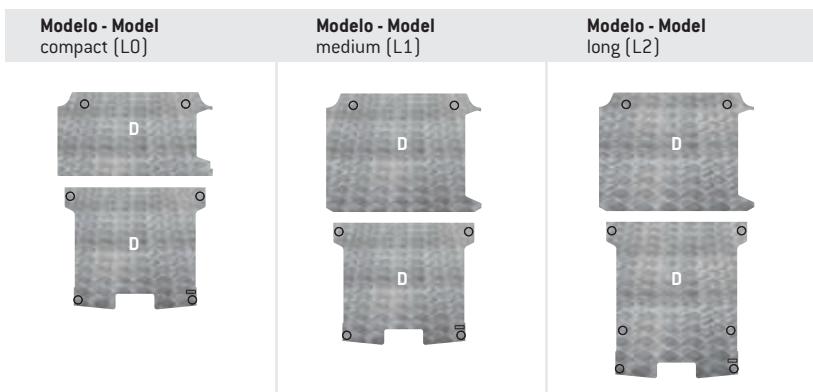 Modelo - Model
compact (L0)
Modelo - Model
medium (L1)
Modelo - Model
long (L2)
D
D
D
D
D
D